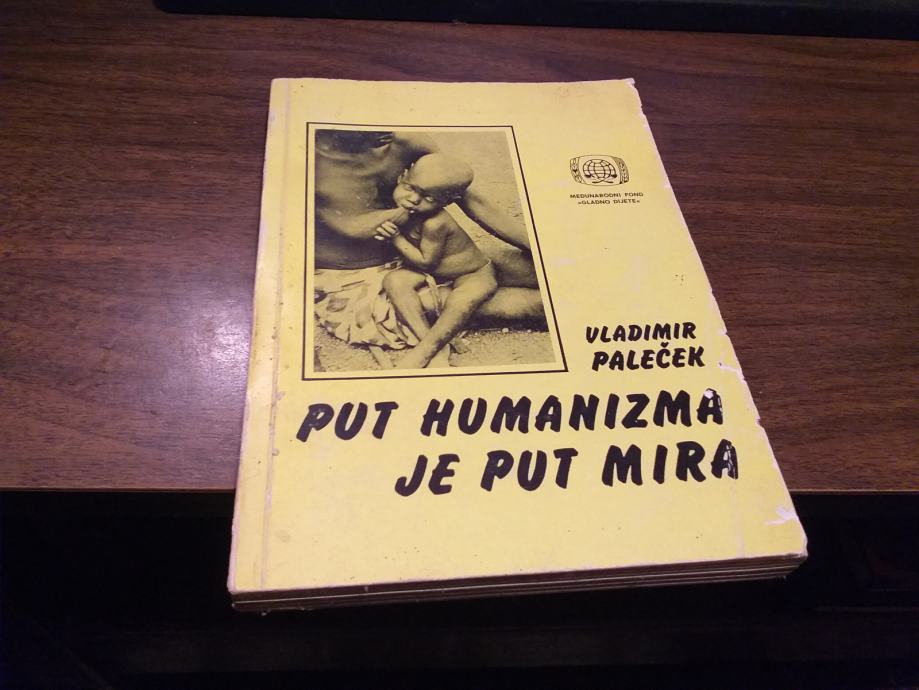 MEĐUNARODNI FOND
»GLADNO DIJETE«
VLADIMIR
PALEČEK
PUT HUMANIZMA
JE PUT MIRA